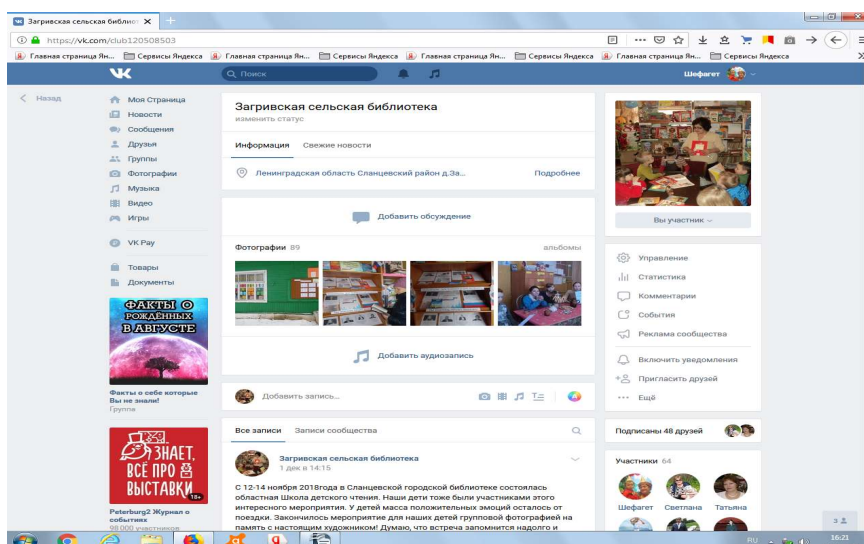 Загривская сельская библиот
https://vk.com/club120508503
Главная страница Ян... Сервисы Яндекса Главная страница Ян... Сервисы Яндекса Главная страница Ян... Сервисы Яндекса Главная страница Ян... Сервисы Яндекса
Поиск
Шефагет
Назад
Моя Страница
Новости
Сообщения
Друзья
Группы
Фотографии
Музыка
Видео
Игры
VK Pay
Товары
Документы
ФАКТЫ О
РОЖДЁННЫХ
В АВГУСТЕ
Факты о себе которые
Вы не знали!
Группа
ЗНАЕТ,
ВСЁ ПРО
ВЫСТАВКИ
18+
Peterburg2 Журнал о
событиях
98 000 участников
Загривская сельская библиотека
изменить статус
Информация Свежие новости
Ленинградская область Сланцевский район д.За... Подробнее
Добавить обсуждение
Фотографии 89 альбомы
Добавить аудиозапись
Добавить запись...
Все записи Записи сообщества
Загривская сельская библиотека
1 дек в 14:15
С 12-14 ноября 2018года в Сланцевской городской библиотеке состоялась
областная Школа детского чтения. Наши дети тоже были участниками этого
интересного мероприятия. У детей масса положительных эмоций осталось от
поездки. Закончилось мероприятие для наших детей групповой фотографией на
память с настоящим художником! Думаю, что встреча запомнится надолго и
Вы участник
Управление
Статистика
Комментарии
События
Реклама сообщества
Включить уведомления
Пригласить друзей
Ещё
Подписаны 48 друзей
Участники 64
Шефагет Светлана Татьяна
3
RU
16:21